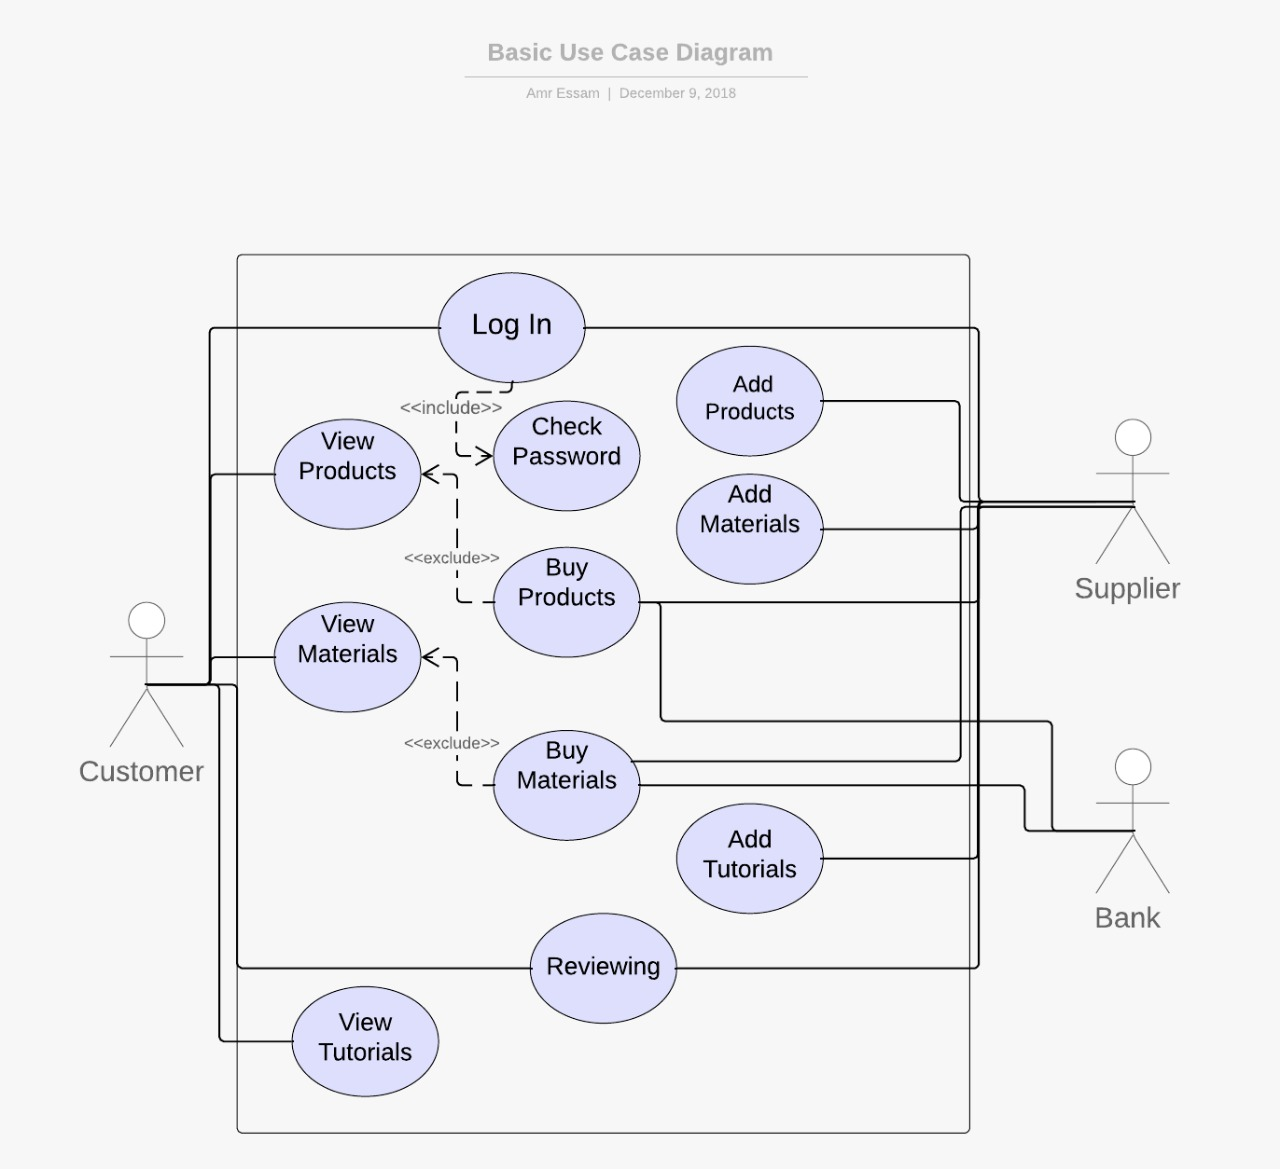 Basic Use Case Diagram
Amr Essam | December 9, 2018
Log In
Add
Products
<<include>>
Check
Password
View
Products
Add
Materials
<<exclude>>
Buy
Products
Supplier
View
Materials
<<exclude>>
Buy
Materials
Customer
Add
Tutorials
Bank
Reviewing
View
Tutorials